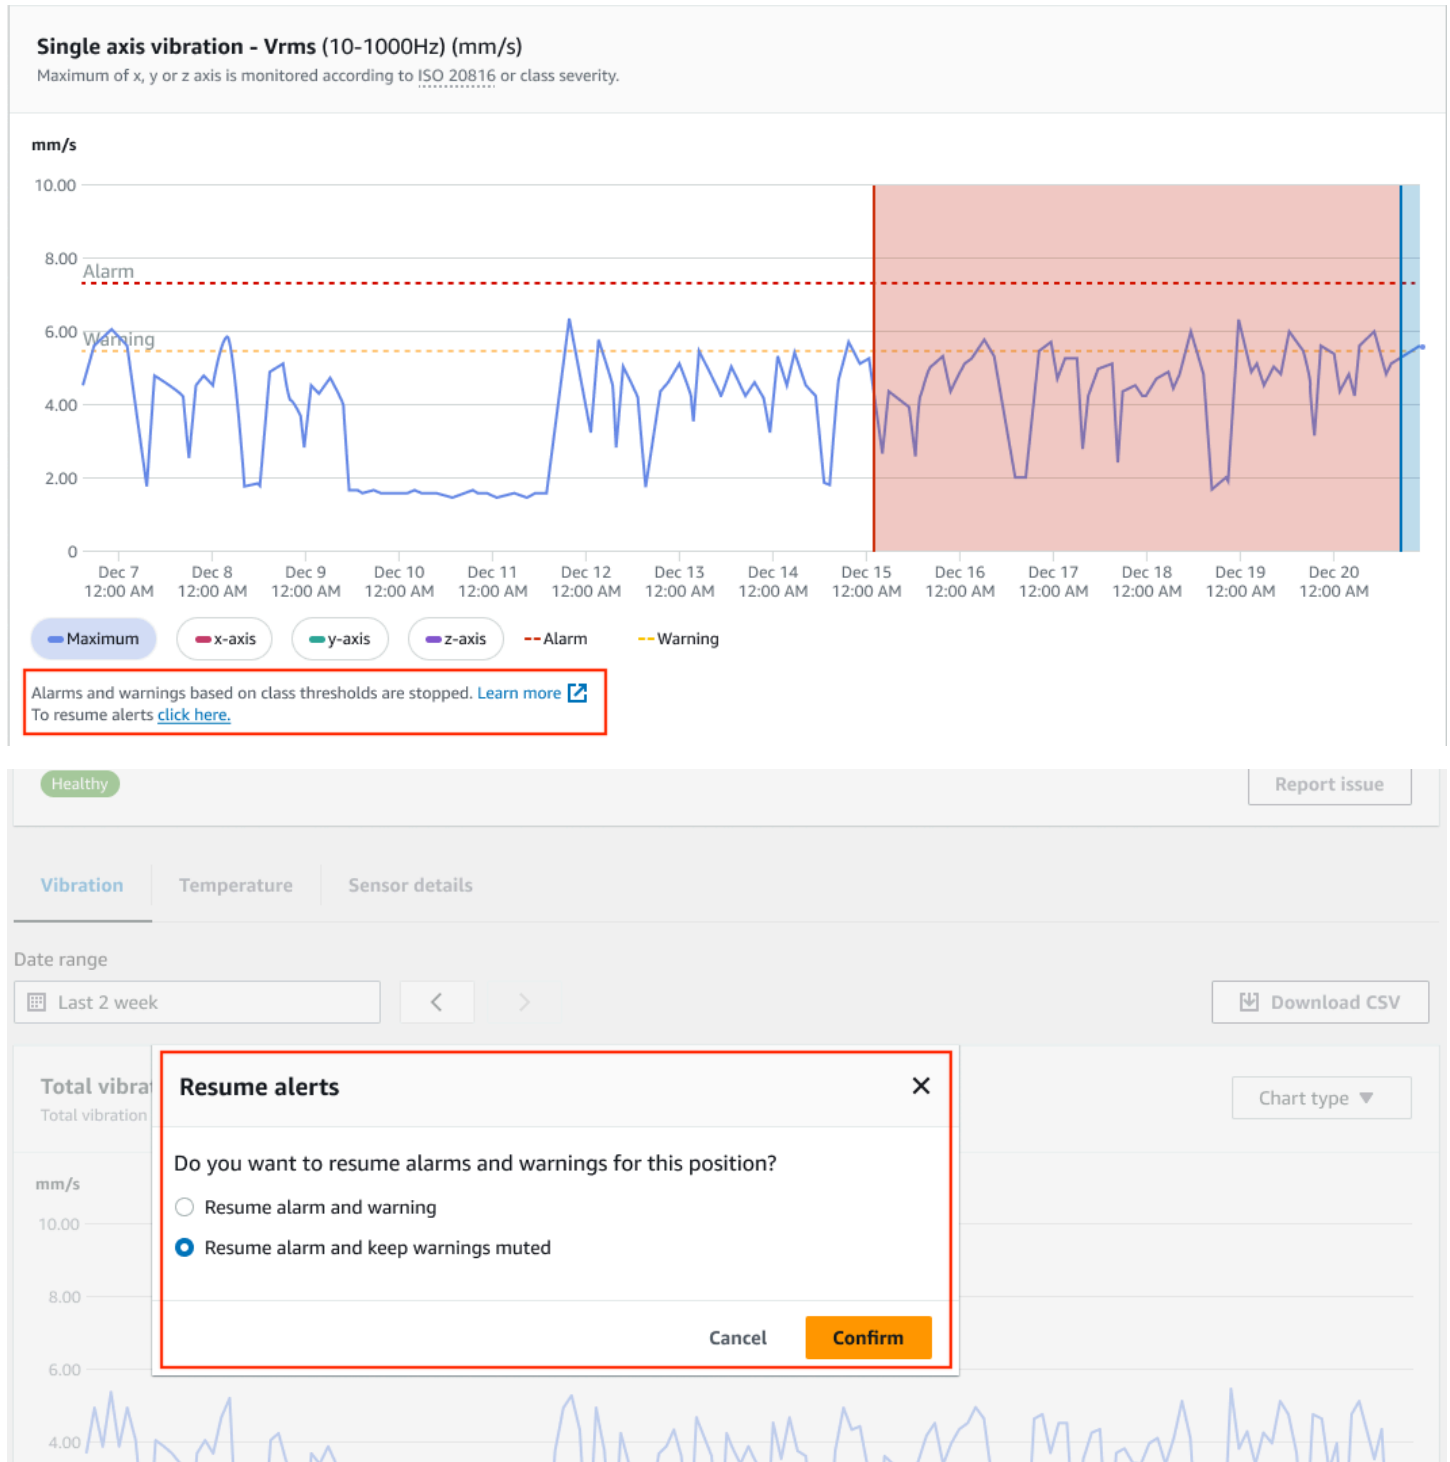 Single axis vibration - Vrms (10-1000Hz) (mm/s)
Maximum of x, y or z axis is monitored according to ISO 20816 or class severity.
mm/s
10.00
8.00
Alarm
6.00
Warning
4.00
2.00
0
Dec 7 Dec 8 Dec 9 Dec 10 Dec 11 Dec 12 Dec 13 Dec 14 Dec 15 Dec 16 Dec 17 Dec 18 Dec 19 Dec 20
12:00 AM 12:00 AM 12:00 AM 12:00 AM 12:00 AM 12:00 AM 12:00 AM 12:00 AM 12:00 AM 12:00 AM 12:00 AM 12:00 AM 12:00 AM 12:00 AM
Maximum x-axis y-axis z-axis Alarm Warning
Alarms and warnings based on class thresholds are stopped. Learn more
To resume alerts click here.
Healthy Report issue
Vibration Temperature Sensor details
Date range
Last 2 week Download CSV
Total vibra
Total vibration
Chart type
mm/s
10.00
8.00
6.00
4.00
Resume alerts
Do you want to resume alarms and warnings for this position?
Resume alarm and warning
Resume alarm and keep warnings muted
Cancel Confirm